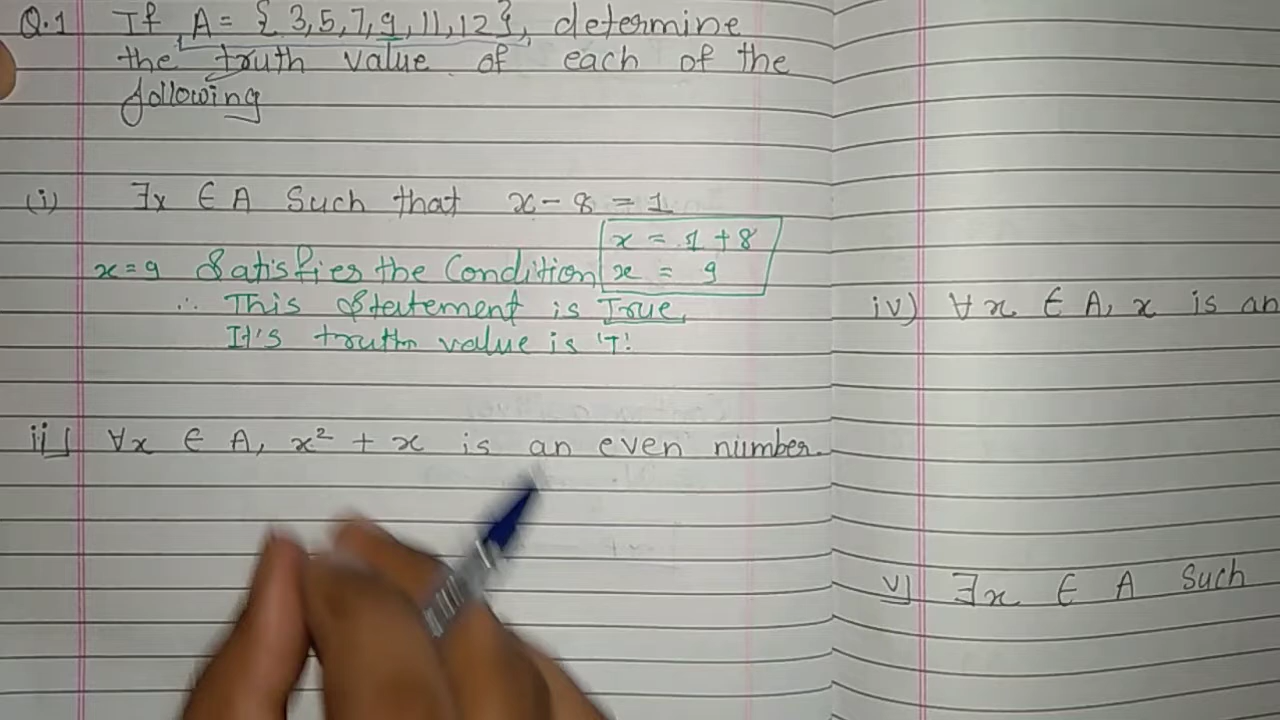 Q.1 If A = { 3,5,7,9,11,12}, determine
the truth value of each of the
following
(i) ∃x ∈ A Such that x - 8 = 1
x = 1 + 8
x = 9 Satisfies the Condition x = 9
∴ This Statement is True.
It's truth value is 'T'.
ii) ∀x ∈ A, x² + x is an even number.
iv) ∀x ∈ A, x is an
v) ∃x ∈ A Such